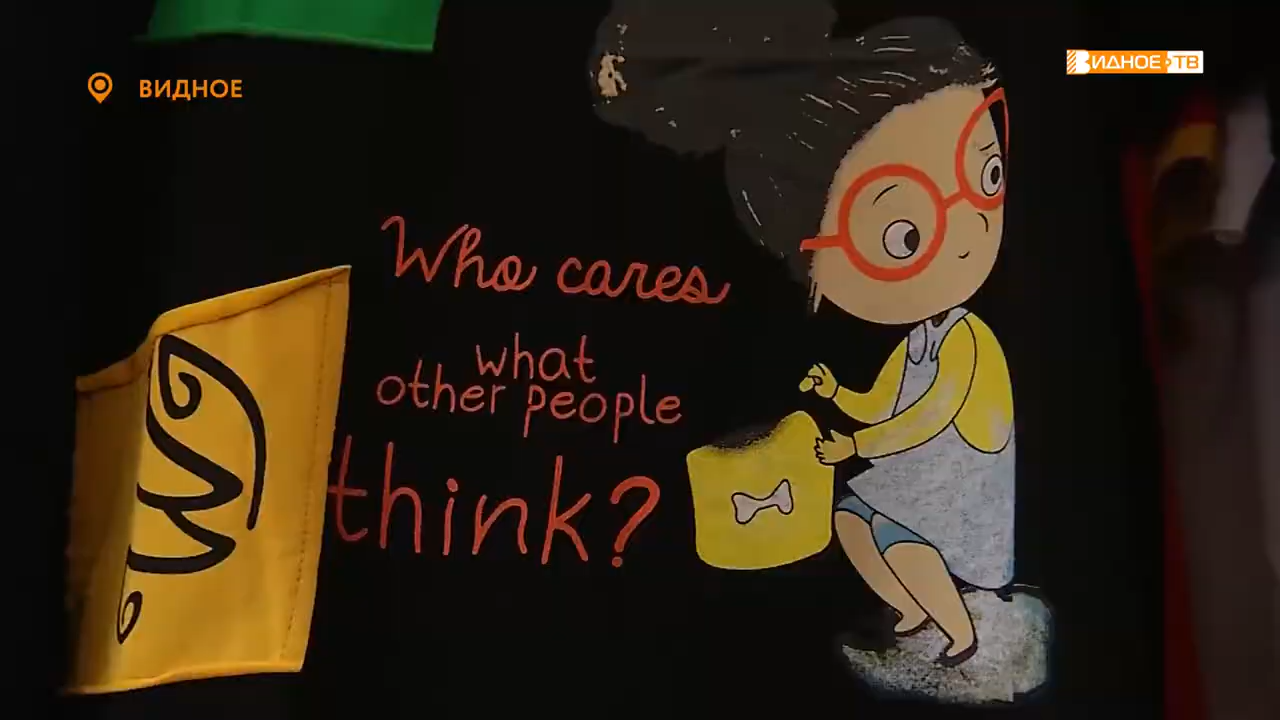 ВИДНОЕ
ВИДНОЕ·ТВ
Who cares
what
other people
think?